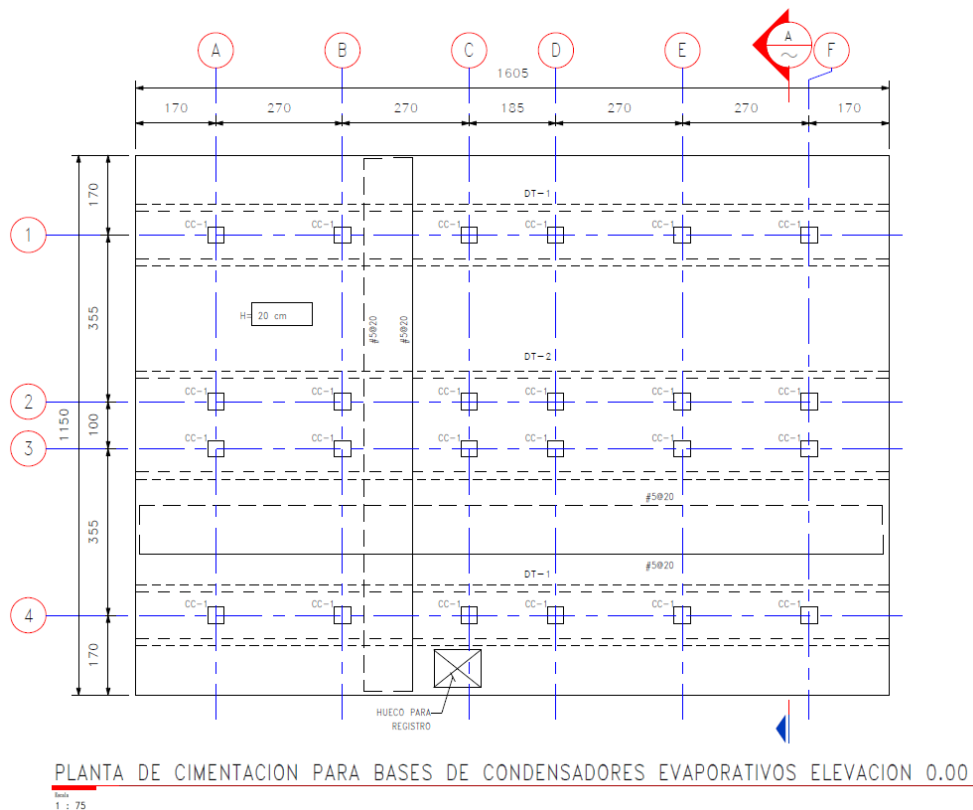 A B C D E A F
~
1605
170 270 270 185 270 270 170
170
DT-1
CC-1 CC-1 CC-1 CC-1 CC-1 CC-1
1
H= 20 cm
#5@20
#5@20
355
DT-2
CC-1 CC-1 CC-1 CC-1 CC-1 CC-1
2
1150
100
CC-1 CC-1 CC-1 CC-1 CC-1 CC-1
3
#5@20
355
#5@20
DT-1
CC-1 CC-1 CC-1 CC-1 CC-1 CC-1
4
170
HUECO PARA
REGISTRO
PLANTA DE CIMENTACION PARA BASES DE CONDENSADORES EVAPORATIVOS ELEVACION 0.00
1 : 75